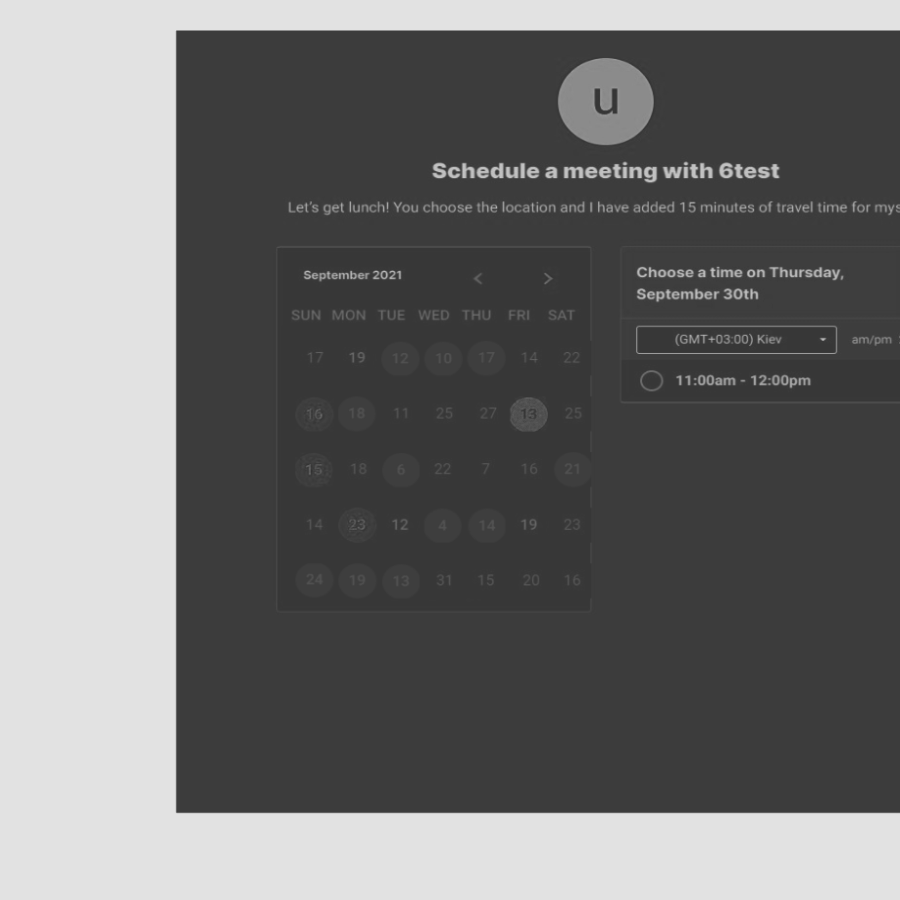 u
Schedule a meeting with 6test
Let's get lunch! You choose the location and I have added 15 minutes of travel time for mys
September 2021 < >
SUN MON TUE WED THU FRI SAT
17 19 12 10 17 14 22
16 18 11 25 27 13 25
15 18 6 22 7 16 21
14 23 12 4 14 19 23
24 19 13 31 15 20 16
Choose a time on Thursday,
September 30th
(GMT+03:00) Kiev am/pm
11:00am - 12:00pm